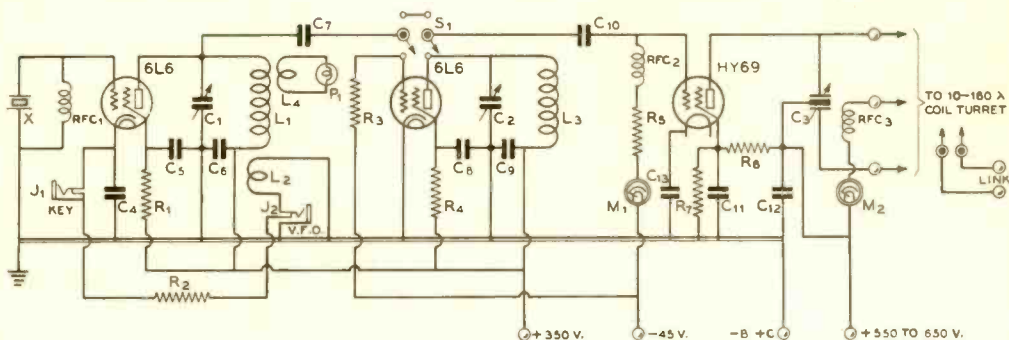 C7
S1
C10
6L6
L4
P1
6L6
RFC2
HY69
X
RFC1
C1
L1
R3
C2
L3
R5
C3
RFC3
TO 10-160 λ
COIL TURRET
C5
C6
L2
C8
C9
C13
R6
J1
KEY
C4
R1
J2
V.F.O.
R4
M1
R7
C11
C12
M2
LINK
R2
+350 V.
-45 V.
-B +C
+550 TO 650 V.